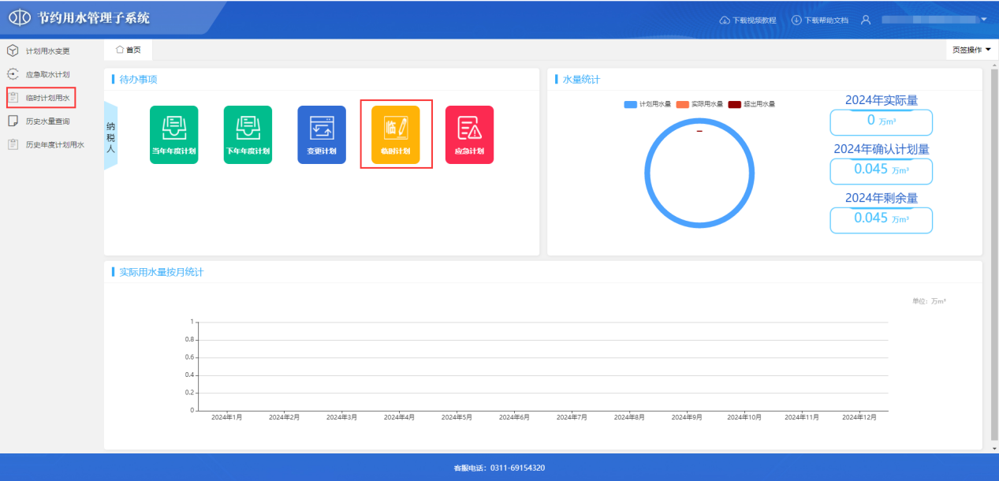 节约用水管理子系统
下载视频教程
下载帮助文档
计划用水变更
应急取水计划
临时计划用水
历史水量查询
历史年度计划用水
首页
页签操作
待办事项
纳税人
当年年度计划
下年年度计划
变更计划
临
临时计划
应急计划
水量统计
计划用水量
实际用水量
超出用水量
2024年实际量
0 万m³
2024年确认计划量
0.045 万m³
2024年剩余量
0.045 万m³
实际用水量按月统计
单位：万m³
1
0.8
0.6
0.4
0.2
0
2024年1月
2024年2月
2024年3月
2024年4月
2024年5月
2024年6月
2024年7月
2024年8月
2024年9月
2024年10月
2024年11月
2024年12月
客服电话：0311-69154320